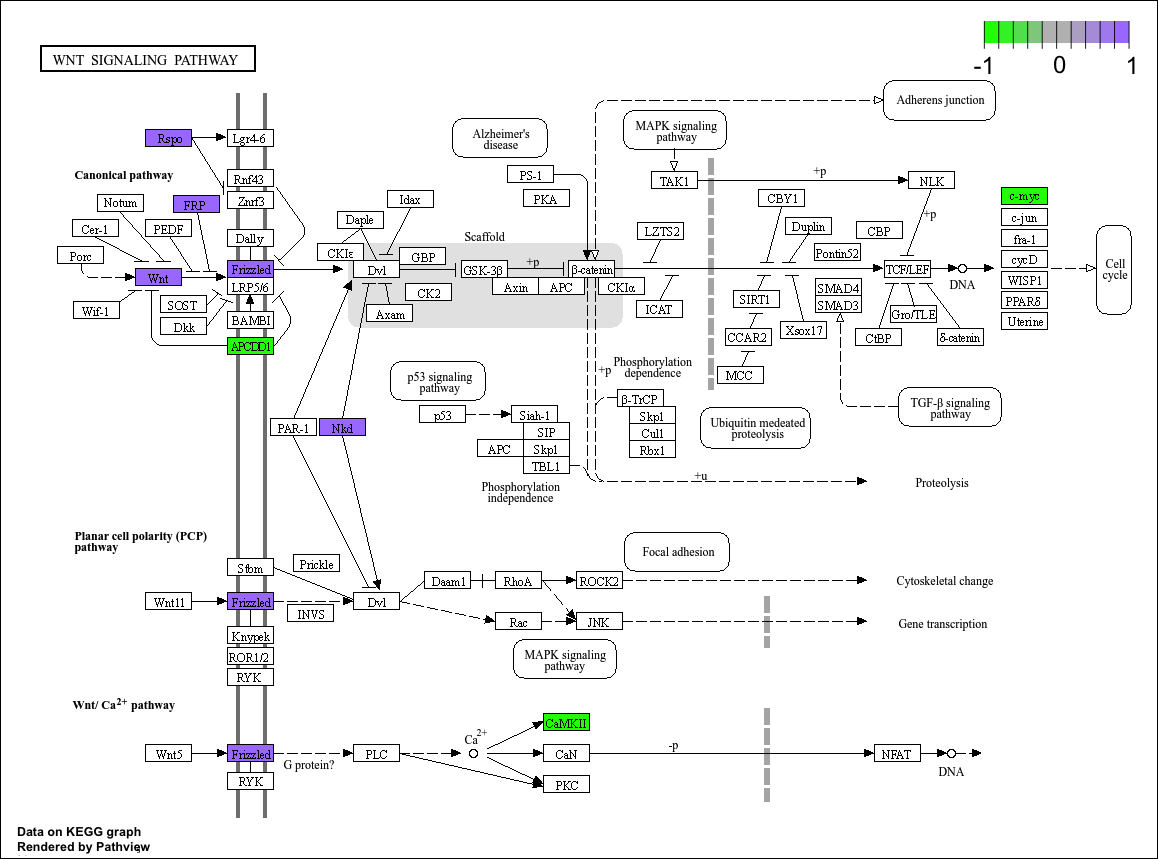 WNT SIGNALING PATHWAY
-1
0
1
Adherens junction
Alzheimer's
disease
MAPK signaling
pathway
Rspo
Lgr4-6
Canonical pathway
PS-1
TAK1
+p
NLK
Rnf43
Znrf3
PKA
CBY1
c-myc
Notum
FRP
Idax
Daple
c-jun
+p
Cer-1
PEDF
Dally
Scaffold
LZTS2
Duplin
CBP
fra-1
Porc
CKIε
GBP
Pontin52
cycD
Cell
cycle
Wnt
Frizzled
Dvl
GSK-3β
+p
β-catenin
TCF/LEF
DNA
WISP1
LRP5/6
Axin
APC
CKIα
SMAD4
SMAD3
PPARδ
Wif-1
SOST
Dkk
BAMBI
CK2
Axam
ICAT
SIRT1
Gro/TLE
Uterine
APCDD1
CCAR2
Xsox17
CtBP
δ-catenin
MCC
p53 signaling
pathway
+p
Phosphorylation
dependence
β-TrCP
Skp1
Cul1
Rbx1
TGF-β signaling
pathway
p53
Siah-1
SIP
APC
Skp1
TBL1
Ubiquitin medeated
proteolysis
PAR-1
Nkd
Phosphorylation
independence
+u
Proteolysis
Planar cell polarity (PCP)
pathway
Focal adhesion
Stbm
Prickle
Daam1
RhoA
ROCK2
Cytoskeletal change
Wnt11
Frizzled
INVS
Dvl
Rac
JNK
Gene transcription
Knypek
ROR1/2
RYK
MAPK signaling
pathway
Wnt/ Ca2+ pathway
CaMKII
Ca2+
Wnt5
Frizzled
G protein?
PLC
CaN
-p
NFAT
DNA
RYK
PKC
Data on KEGG graph
Rendered by Pathview